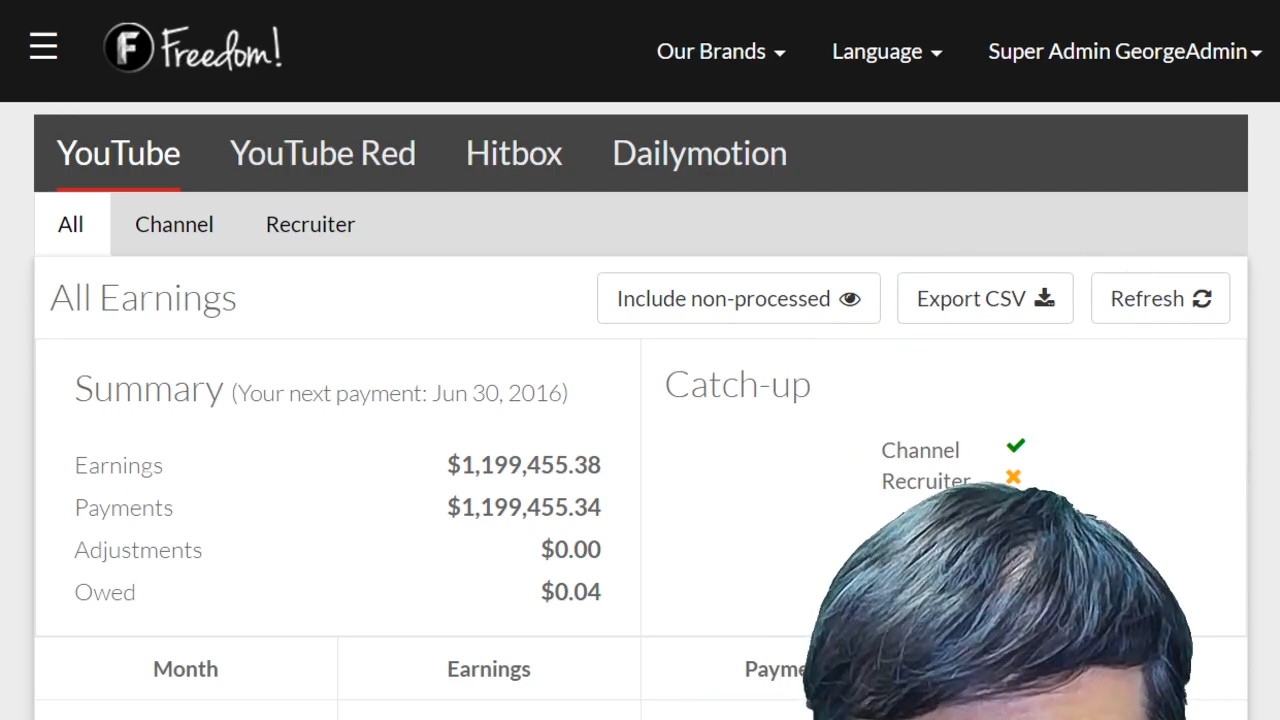 F Freedom!
Our Brands
Language
Super Admin GeorgeAdmin
YouTube
YouTube Red
Hitbox
Dailymotion
All
Channel
Recruiter
All Earnings
Include non-processed
Export CSV
Refresh
Summary (Your next payment: Jun 30, 2016)
Earnings $1,199,455.38
Payments $1,199,455.34
Adjustments $0.00
Owed $0.04
Catch-up
Channel
Recruiter
Month
Earnings